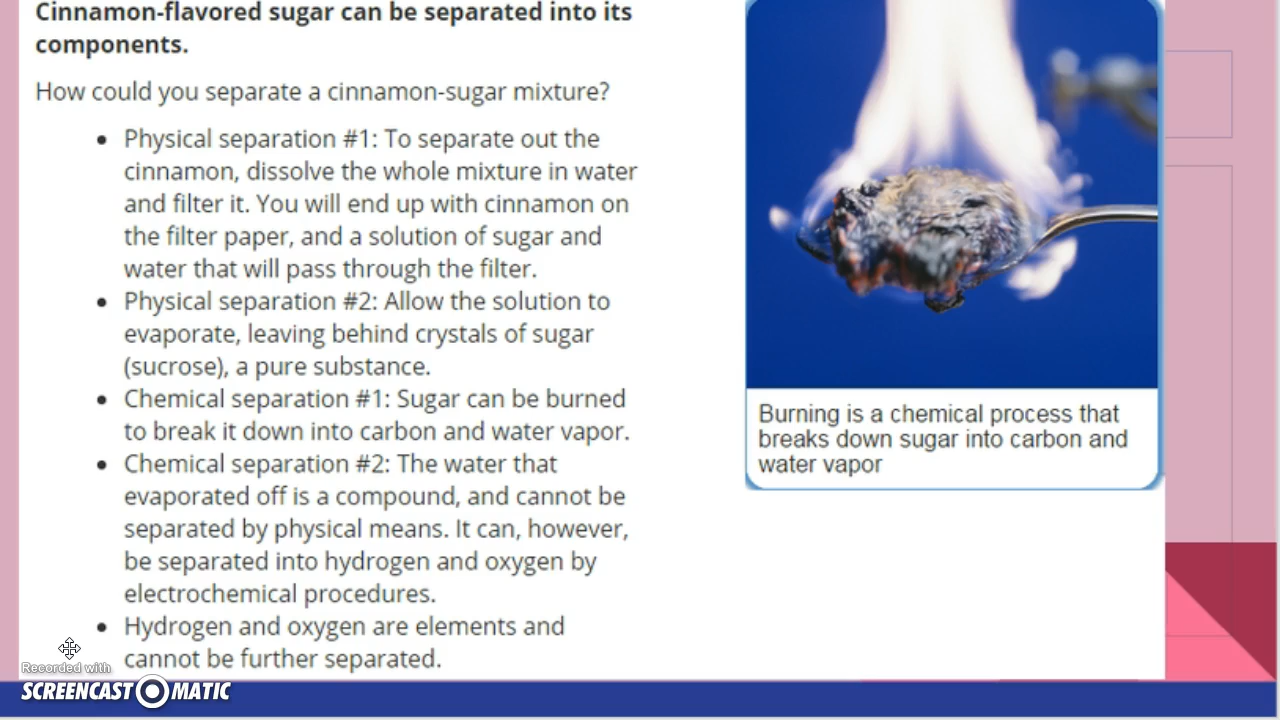 Cinnamon-flavored sugar can be separated into its
components.
How could you separate a cinnamon-sugar mixture?
• Physical separation #1: To separate out the
cinnamon, dissolve the whole mixture in water
and filter it. You will end up with cinnamon on
the filter paper, and a solution of sugar and
water that will pass through the filter.
• Physical separation #2: Allow the solution to
evaporate, leaving behind crystals of sugar
(sucrose), a pure substance.
• Chemical separation #1: Sugar can be burned
to break it down into carbon and water vapor.
• Chemical separation #2: The water that
evaporated off is a compound, and cannot be
separated by physical means. It can, however,
be separated into hydrogen and oxygen by
electrochemical procedures.
• Hydrogen and oxygen are elements and
cannot be further separated.
Burning is a chemical process that
breaks down sugar into carbon and
water vapor
Recorded with
SCREENCAST MATIC